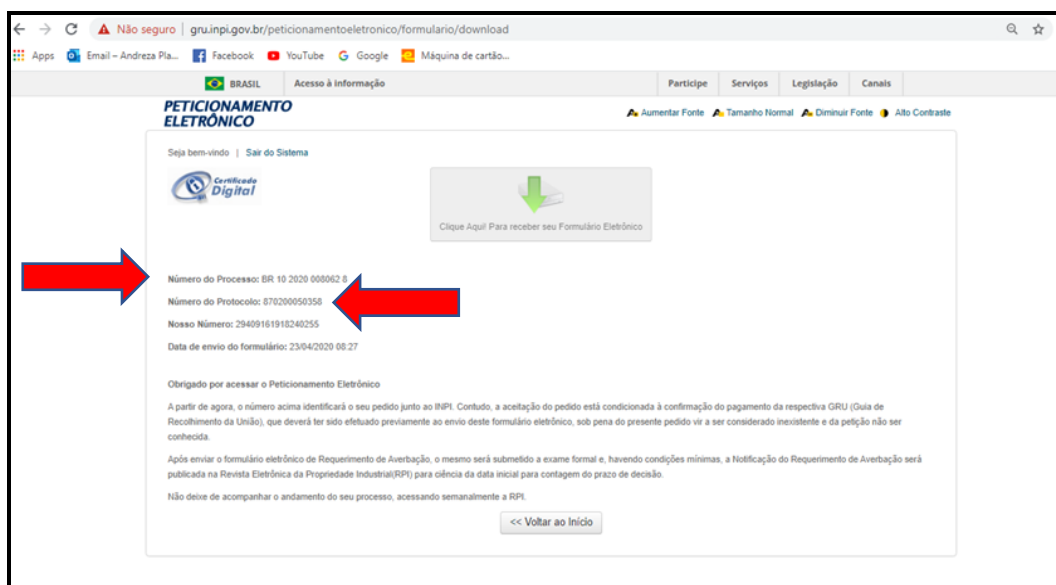 Não seguro | gru.inpi.gov.br/peticionamentoeletronico/formulario/download
Apps Email – Andreza Pla... Facebook YouTube Google Máquina de cartão...
BRASIL Acesso à informação Participe Serviços Legislação Canais
PETICIONAMENTO
ELETRÔNICO
Aumentar Fonte Tamanho Normal Diminuir Fonte Alto Contraste
Seja bem-vindo | Sair do Sistema
Certificado
Digital
Clique Aqui! Para receber seu Formulário Eletrônico
Número do Processo: BR 10 2020 008062 8
Número do Protocolo: 870200050358
Nosso Número: 29409161918240255
Data de envio do formulário: 23/04/2020 08:27
Obrigado por acessar o Peticionamento Eletrônico
A partir de agora, o número acima identificará o seu pedido junto ao INPI. Contudo, a aceitação do pedido está condicionada à confirmação do pagamento da respectiva GRU (Guia de
Recolhimento da União), que deverá ter sido efetuado previamente ao envio deste formulário eletrônico, sob pena do presente pedido vir a ser considerado inexistente e da petição não ser
conhecida.
Após enviar o formulário eletrônico de Requerimento de Averbação, o mesmo será submetido a exame formal e, havendo condições mínimas, a Notificação do Requerimento de Averbação será
publicada na Revista Eletrônica da Propriedade Industrial(RPI) para ciência da data inicial para contagem do prazo de decisão.
Não deixe de acompanhar o andamento do seu processo, acessando semanalmente a RPI.
<< Voltar ao Início